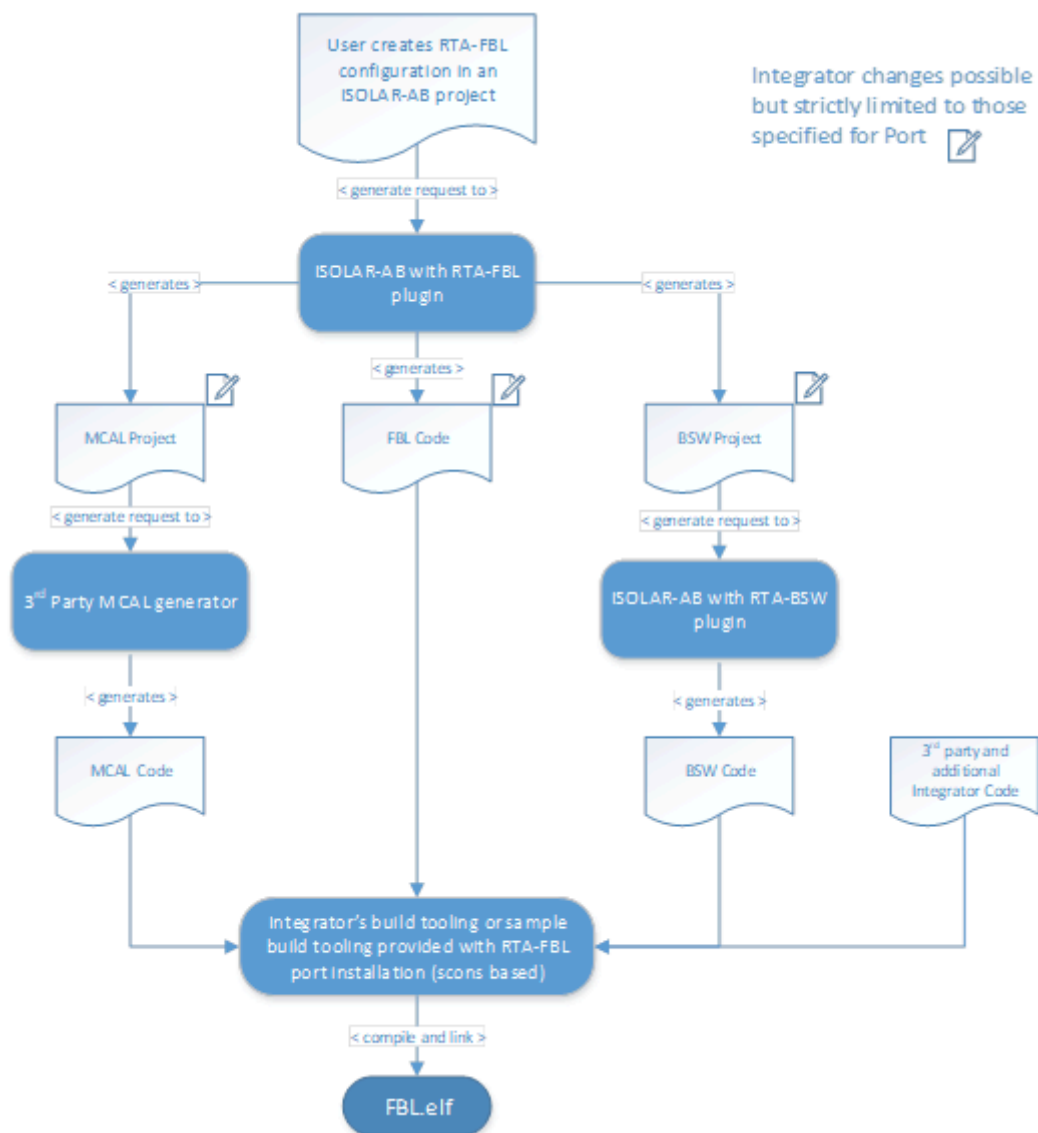 User creates RTA-FBL
configuration in an
ISOLAR-AB project
Integrator changes possible
but strictly limited to those
specified for Port
< generate request to >
ISOLAR-AB with RTA-FBL
plugin
< generates >
< generates >
< generates >
MCAL Project
FBL Code
BSW Project
< generate request to >
< generate request to >
3rd Party MCAL generator
ISOLAR-AB with RTA-BSW
plugin
< generates >
< generates >
MCAL Code
BSW Code
3rd party and
additional
Integrator Code
Integrator's build tooling or sample
build tooling provided with RTA-FBL
port installation (scons based)
< compile and link >
FBL.elf